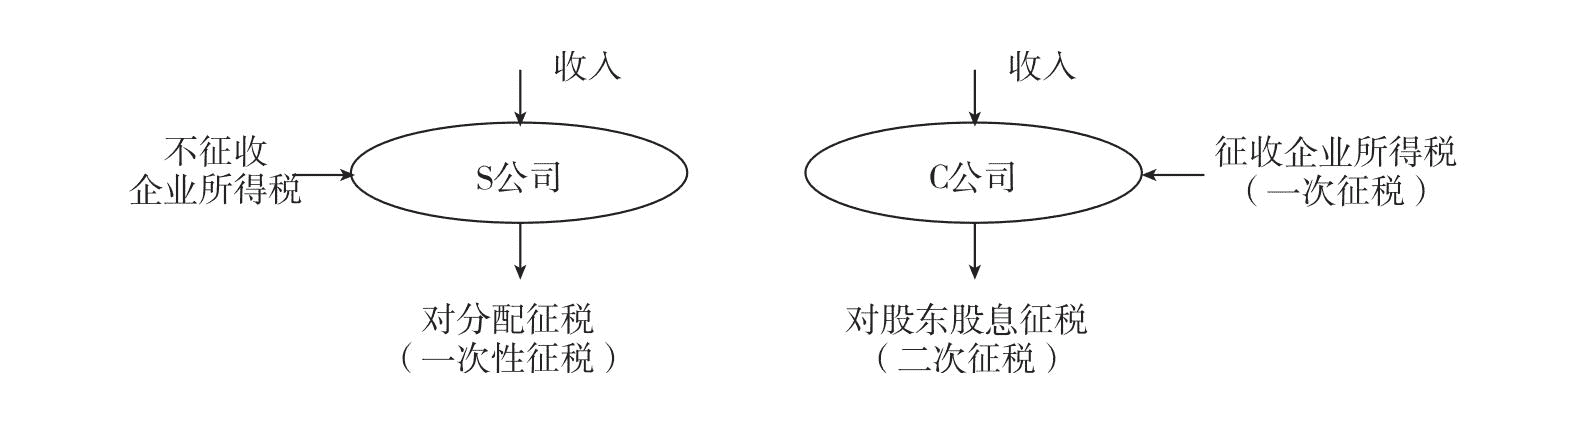 收入
不征收
企业所得税
S公司
对分配征税
（一次性征税）
收入
C公司
征收企业所得税
（一次征税）
对股东股息征税
（二次征税）